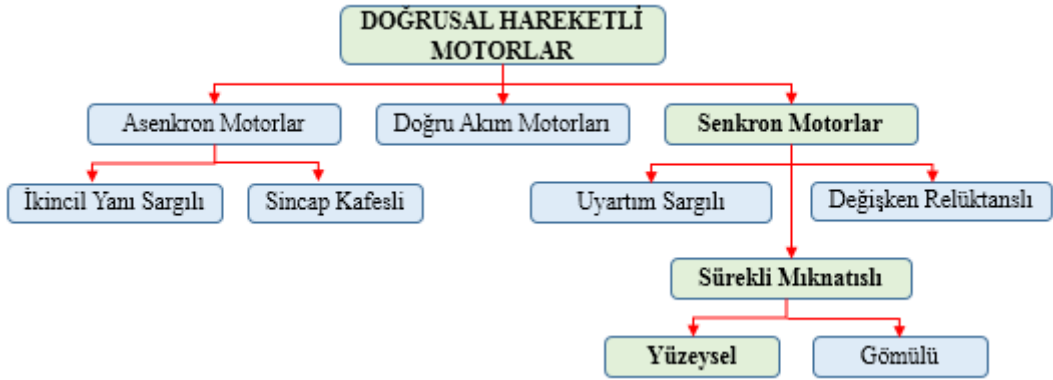 DOĞRUSAL HAREKETLİ
MOTORLAR
Asenkron Motorlar
Doğru Akım Motorları
Senkron Motorlar
İkincil Yanı Sargılı
Sincap Kafesli
Uyartım Sargılı
Değişken Relüktanslı
Sürekli Mıknatıslı
Yüzeysel
Gömülü